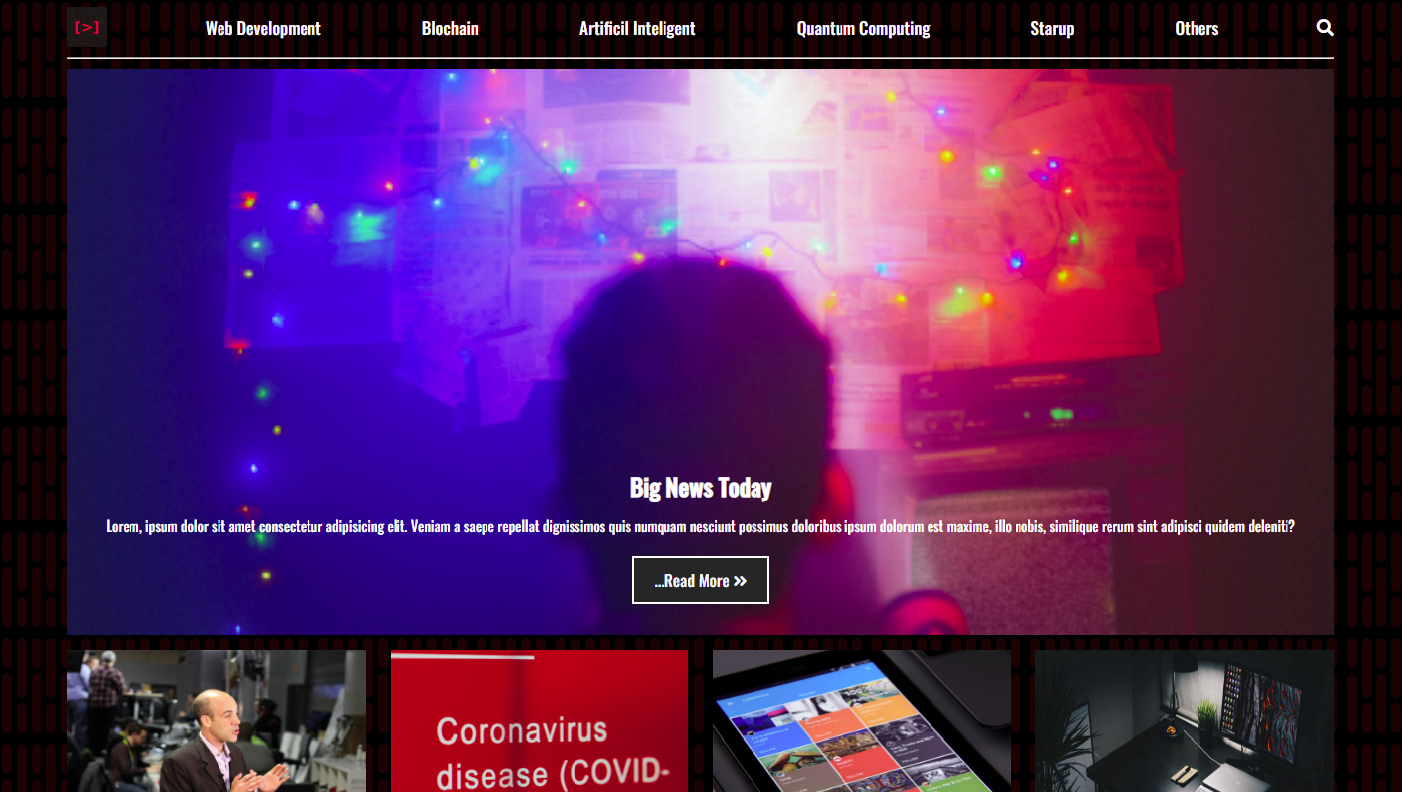 [>]
Web Development
Blochain
Artificil Inteligent
Quantum Computing
Starup
Others
Big News Today
Lorem, ipsum dolor sit amet consectetur adipisicing elit. Veniam a saepe repellat dignissimos quis numquam nesciunt possimus doloribus ipsum dolorum est maxime, illo nobis, similique rerum sint adipisci quidem deleniti?
...Read More »
Coronavirus
disease (COVID-